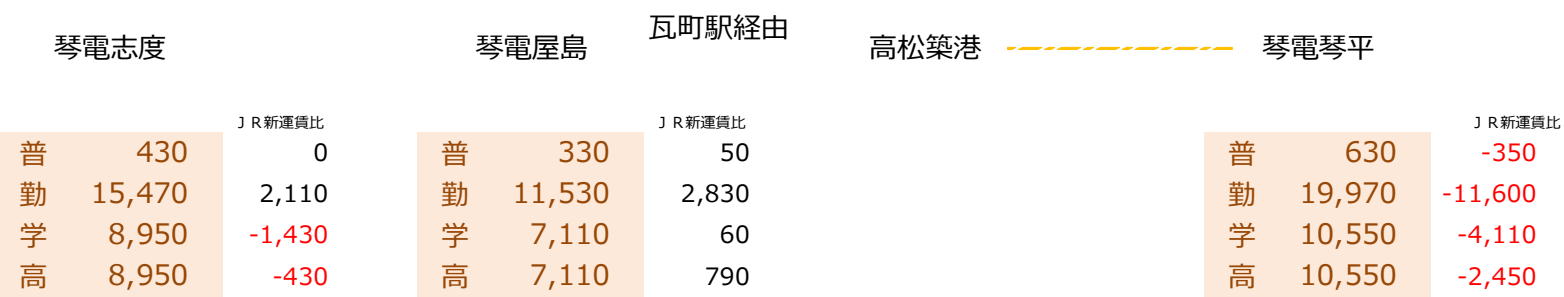 瓦町駅経由
琴電志度 琴電屋島 高松築港 琴電琴平
ＪＲ新運賃比 ＪＲ新運賃比 ＪＲ新運賃比
普 430 0 普 330 50 普 630 -350
勤 15,470 2,110 勤 11,530 2,830 勤 19,970 -11,600
学 8,950 -1,430 学 7,110 60 学 10,550 -4,110
高 8,950 -430 高 7,110 790 高 10,550 -2,450